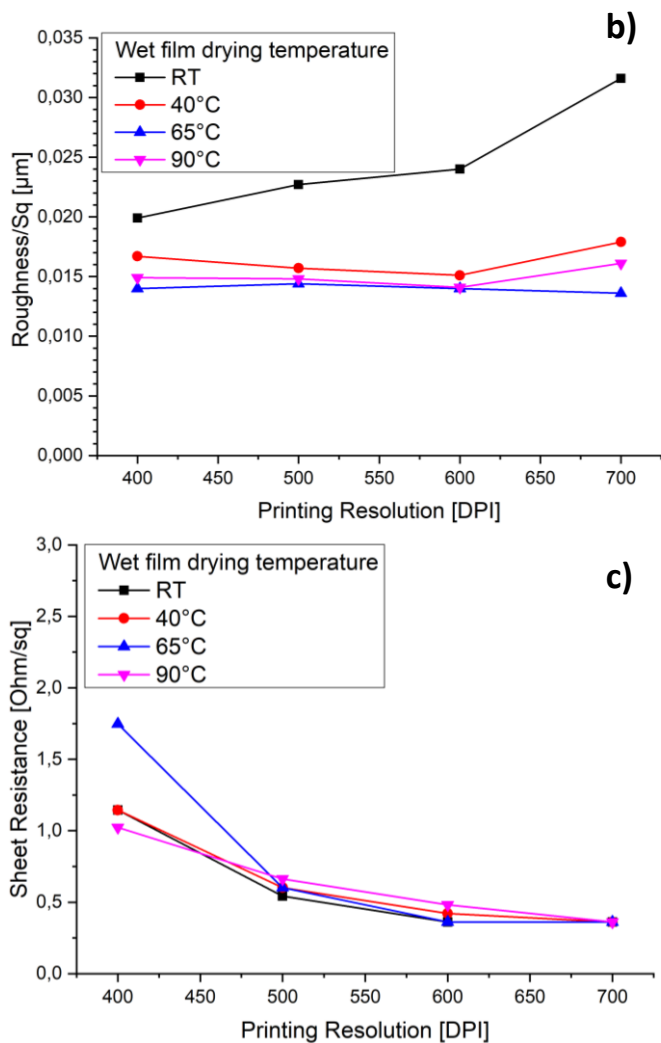 b)
0,035
0,030
0,025
0,020
0,015
0,010
0,005
0,000
Roughness/Sq [µm]
Wet film drying temperature
RT
40°C
65°C
90°C
400 450 500 550 600 650 700
Printing Resolution [DPI]
c)
3,0
2,5
2,0
1,5
1,0
0,5
0,0
Sheet Resistance [Ohm/sq]
Wet film drying temperature
RT
40°C
65°C
90°C
400 450 500 550 600 650 700
Printing Resolution [DPI]